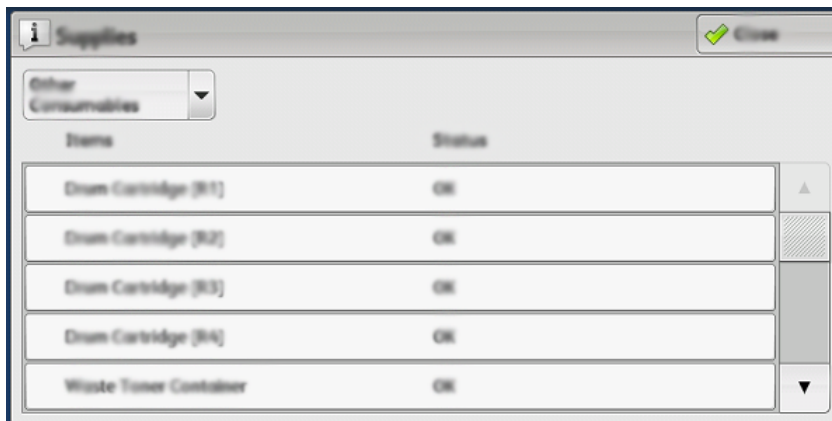 Supplies
Close
Other
Consumables
Items Status
Drum Cartridge [R1] OK
Drum Cartridge [R2] OK
Drum Cartridge [R3] OK
Drum Cartridge [R4] OK
Waste Toner Container OK